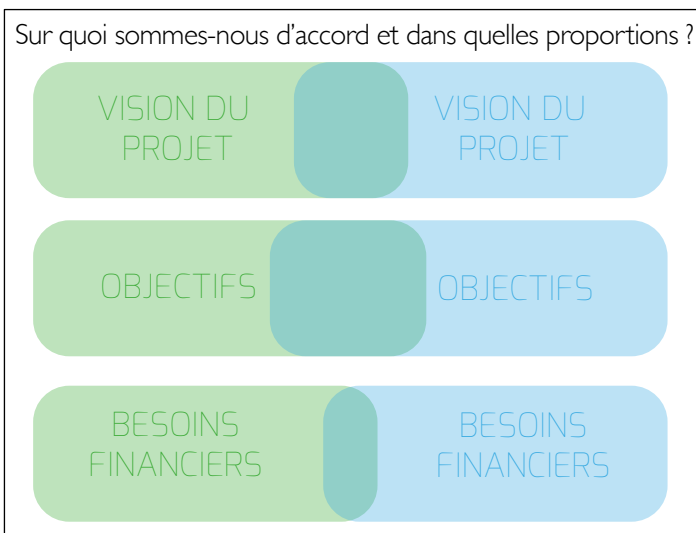 Sur quoi sommes-nous d’accord et dans quelles proportions ?
VISION DU
PROJET
VISION DU
PROJET
OBJECTIFS
OBJECTIFS
BESOINS
FINANCIERS
BESOINS
FINANCIERS